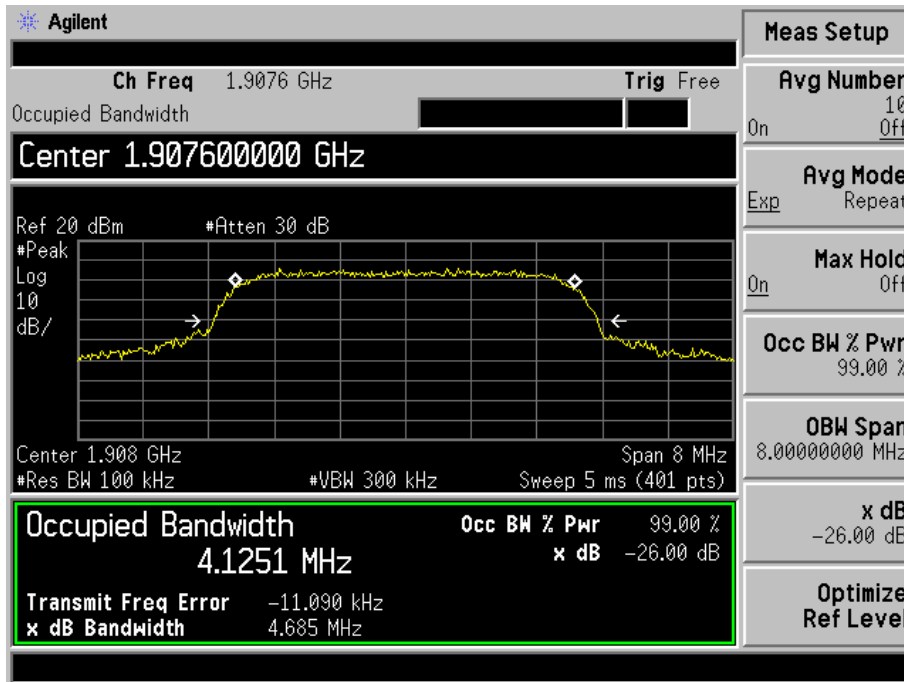 Agilent
Ch Freq 1.9076 GHz Trig Free
Occupied Bandwidth
Center 1.907600000 GHz
Ref 20 dBm #Atten 30 dB
#Peak
Log
10
dB/
Center 1.908 GHz Span 8 MHz
#Res BW 100 kHz #VBW 300 kHz Sweep 5 ms (401 pts)
Occupied Bandwidth
4.1251 MHz
Occ BW % Pwr 99.00 %
x dB -26.00 dB
Transmit Freq Error -11.090 kHz
x dB Bandwidth 4.685 MHz
Meas Setup
Avg Number
10
On Off
Avg Mode
Exp Repeat
Max Hold
On Off
Occ BW % Pwr
99.00 %
OBW Span
8.00000000 MHz
x dB
-26.00 dB
Optimize
Ref Level